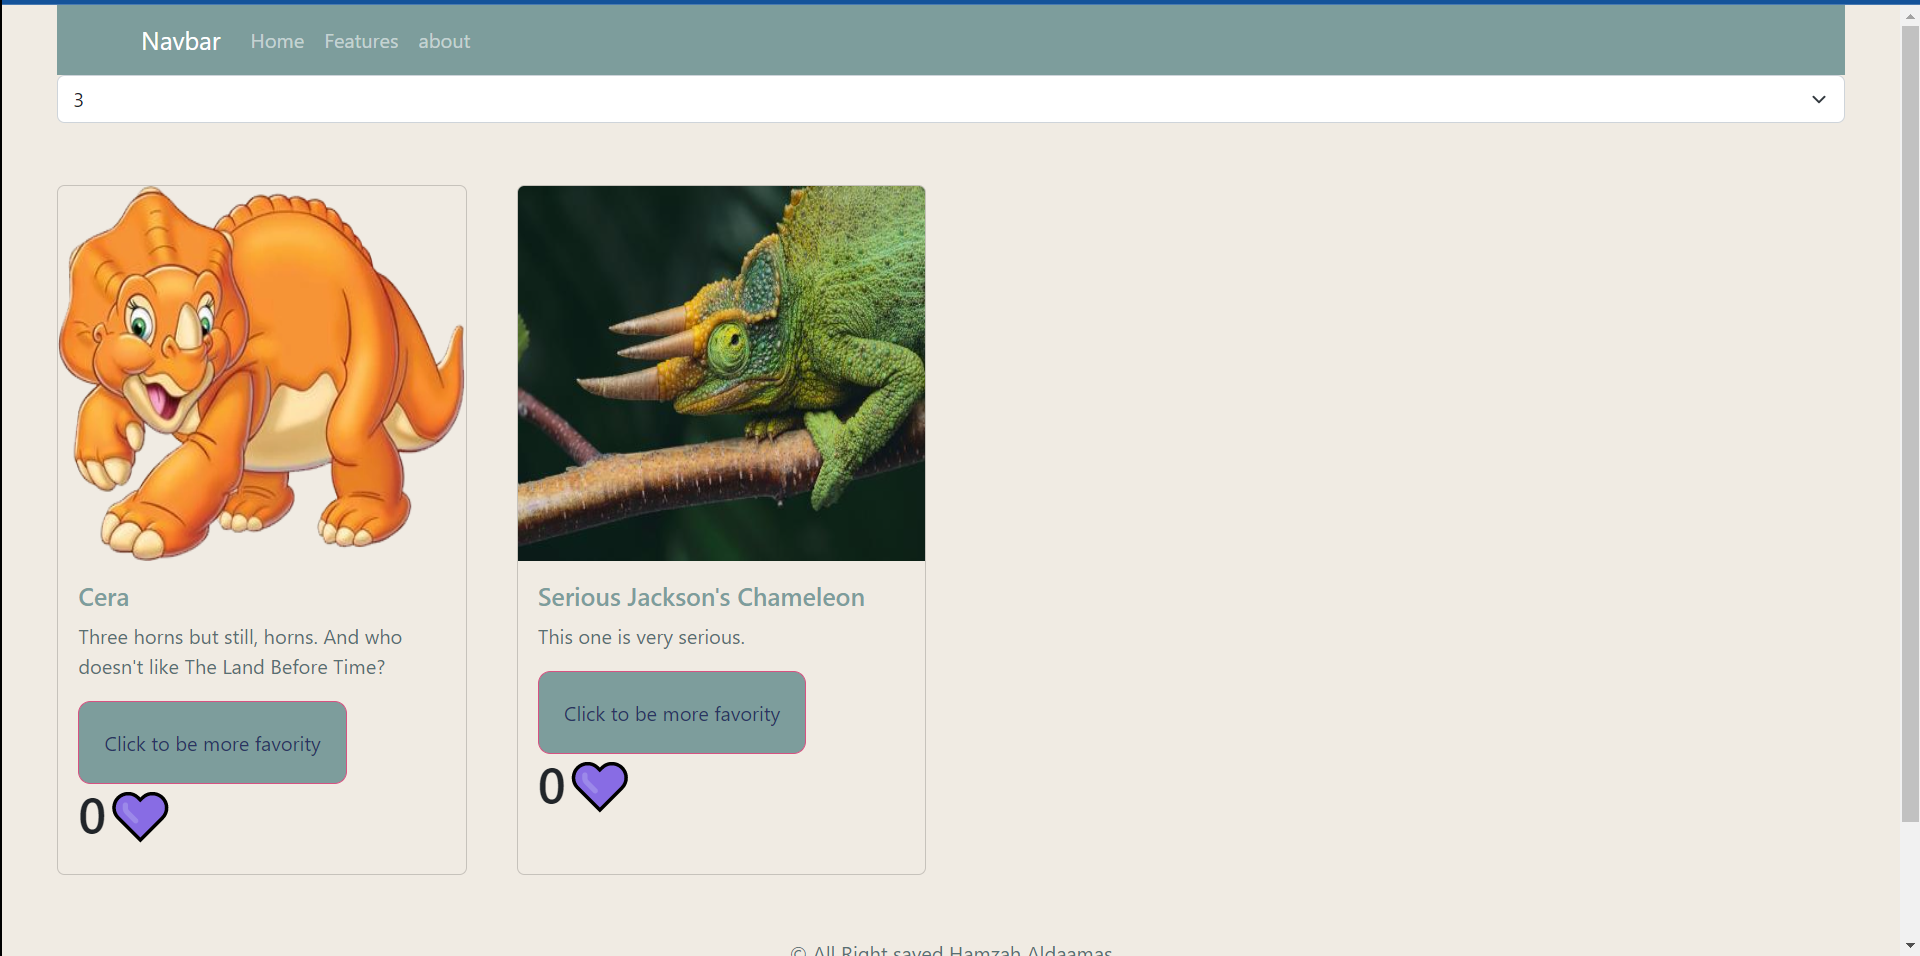 Navbar Home Features about
3
Cera
Three horns but still, horns. And who
doesn't like The Land Before Time?
Click to be more favority
0
Serious Jackson's Chameleon
This one is very serious.
Click to be more favority
0
© All Right saved Hamzah Aldaamas